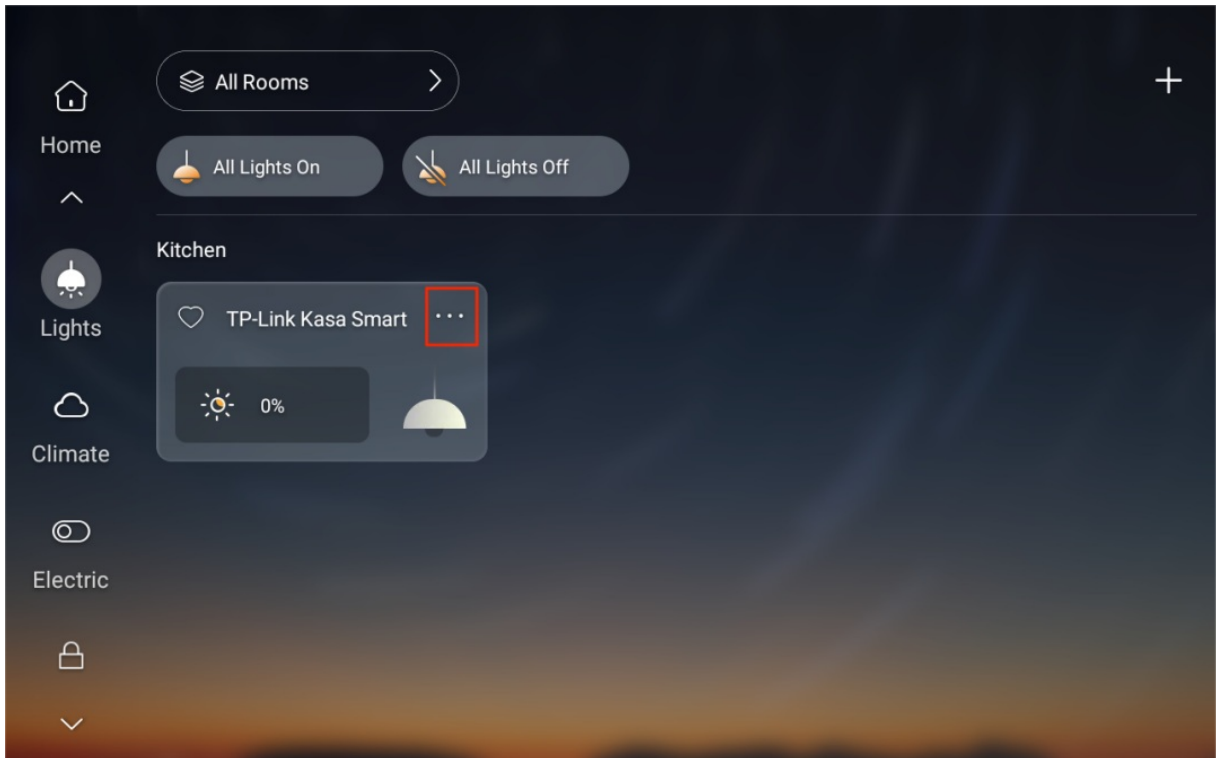 All Rooms
Home
All Lights On
All Lights Off
Kitchen
Lights
TP-Link Kasa Smart
0%
Climate
Electric